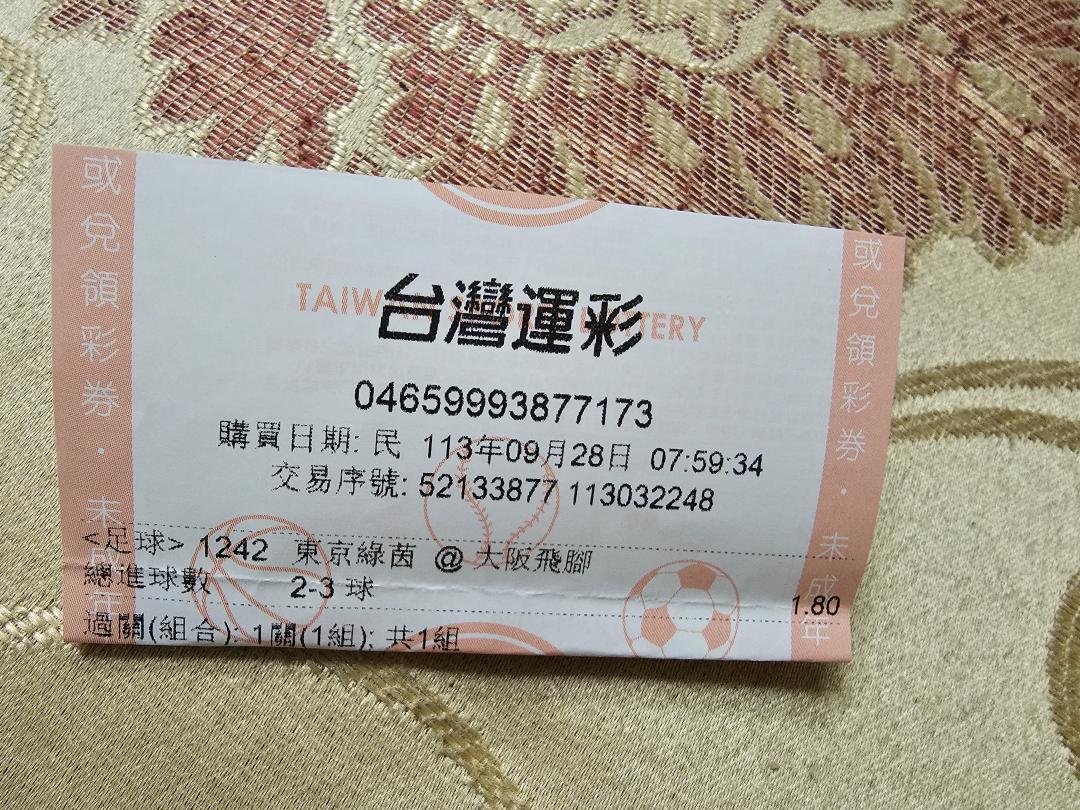 TAIWAN SPORTS LOTTERY
台灣運彩
04659993877173
購買日期: 民 113年09月28日 07:59:34
交易序號: 52133877 113032248
<足球> 1242 東京綠茵 @ 大阪飛腳
總進球數 2-3 球 1.80
過關(組合): 1關(1組); 共1組
或兌領彩券．未成年
或兌領彩券．未成年